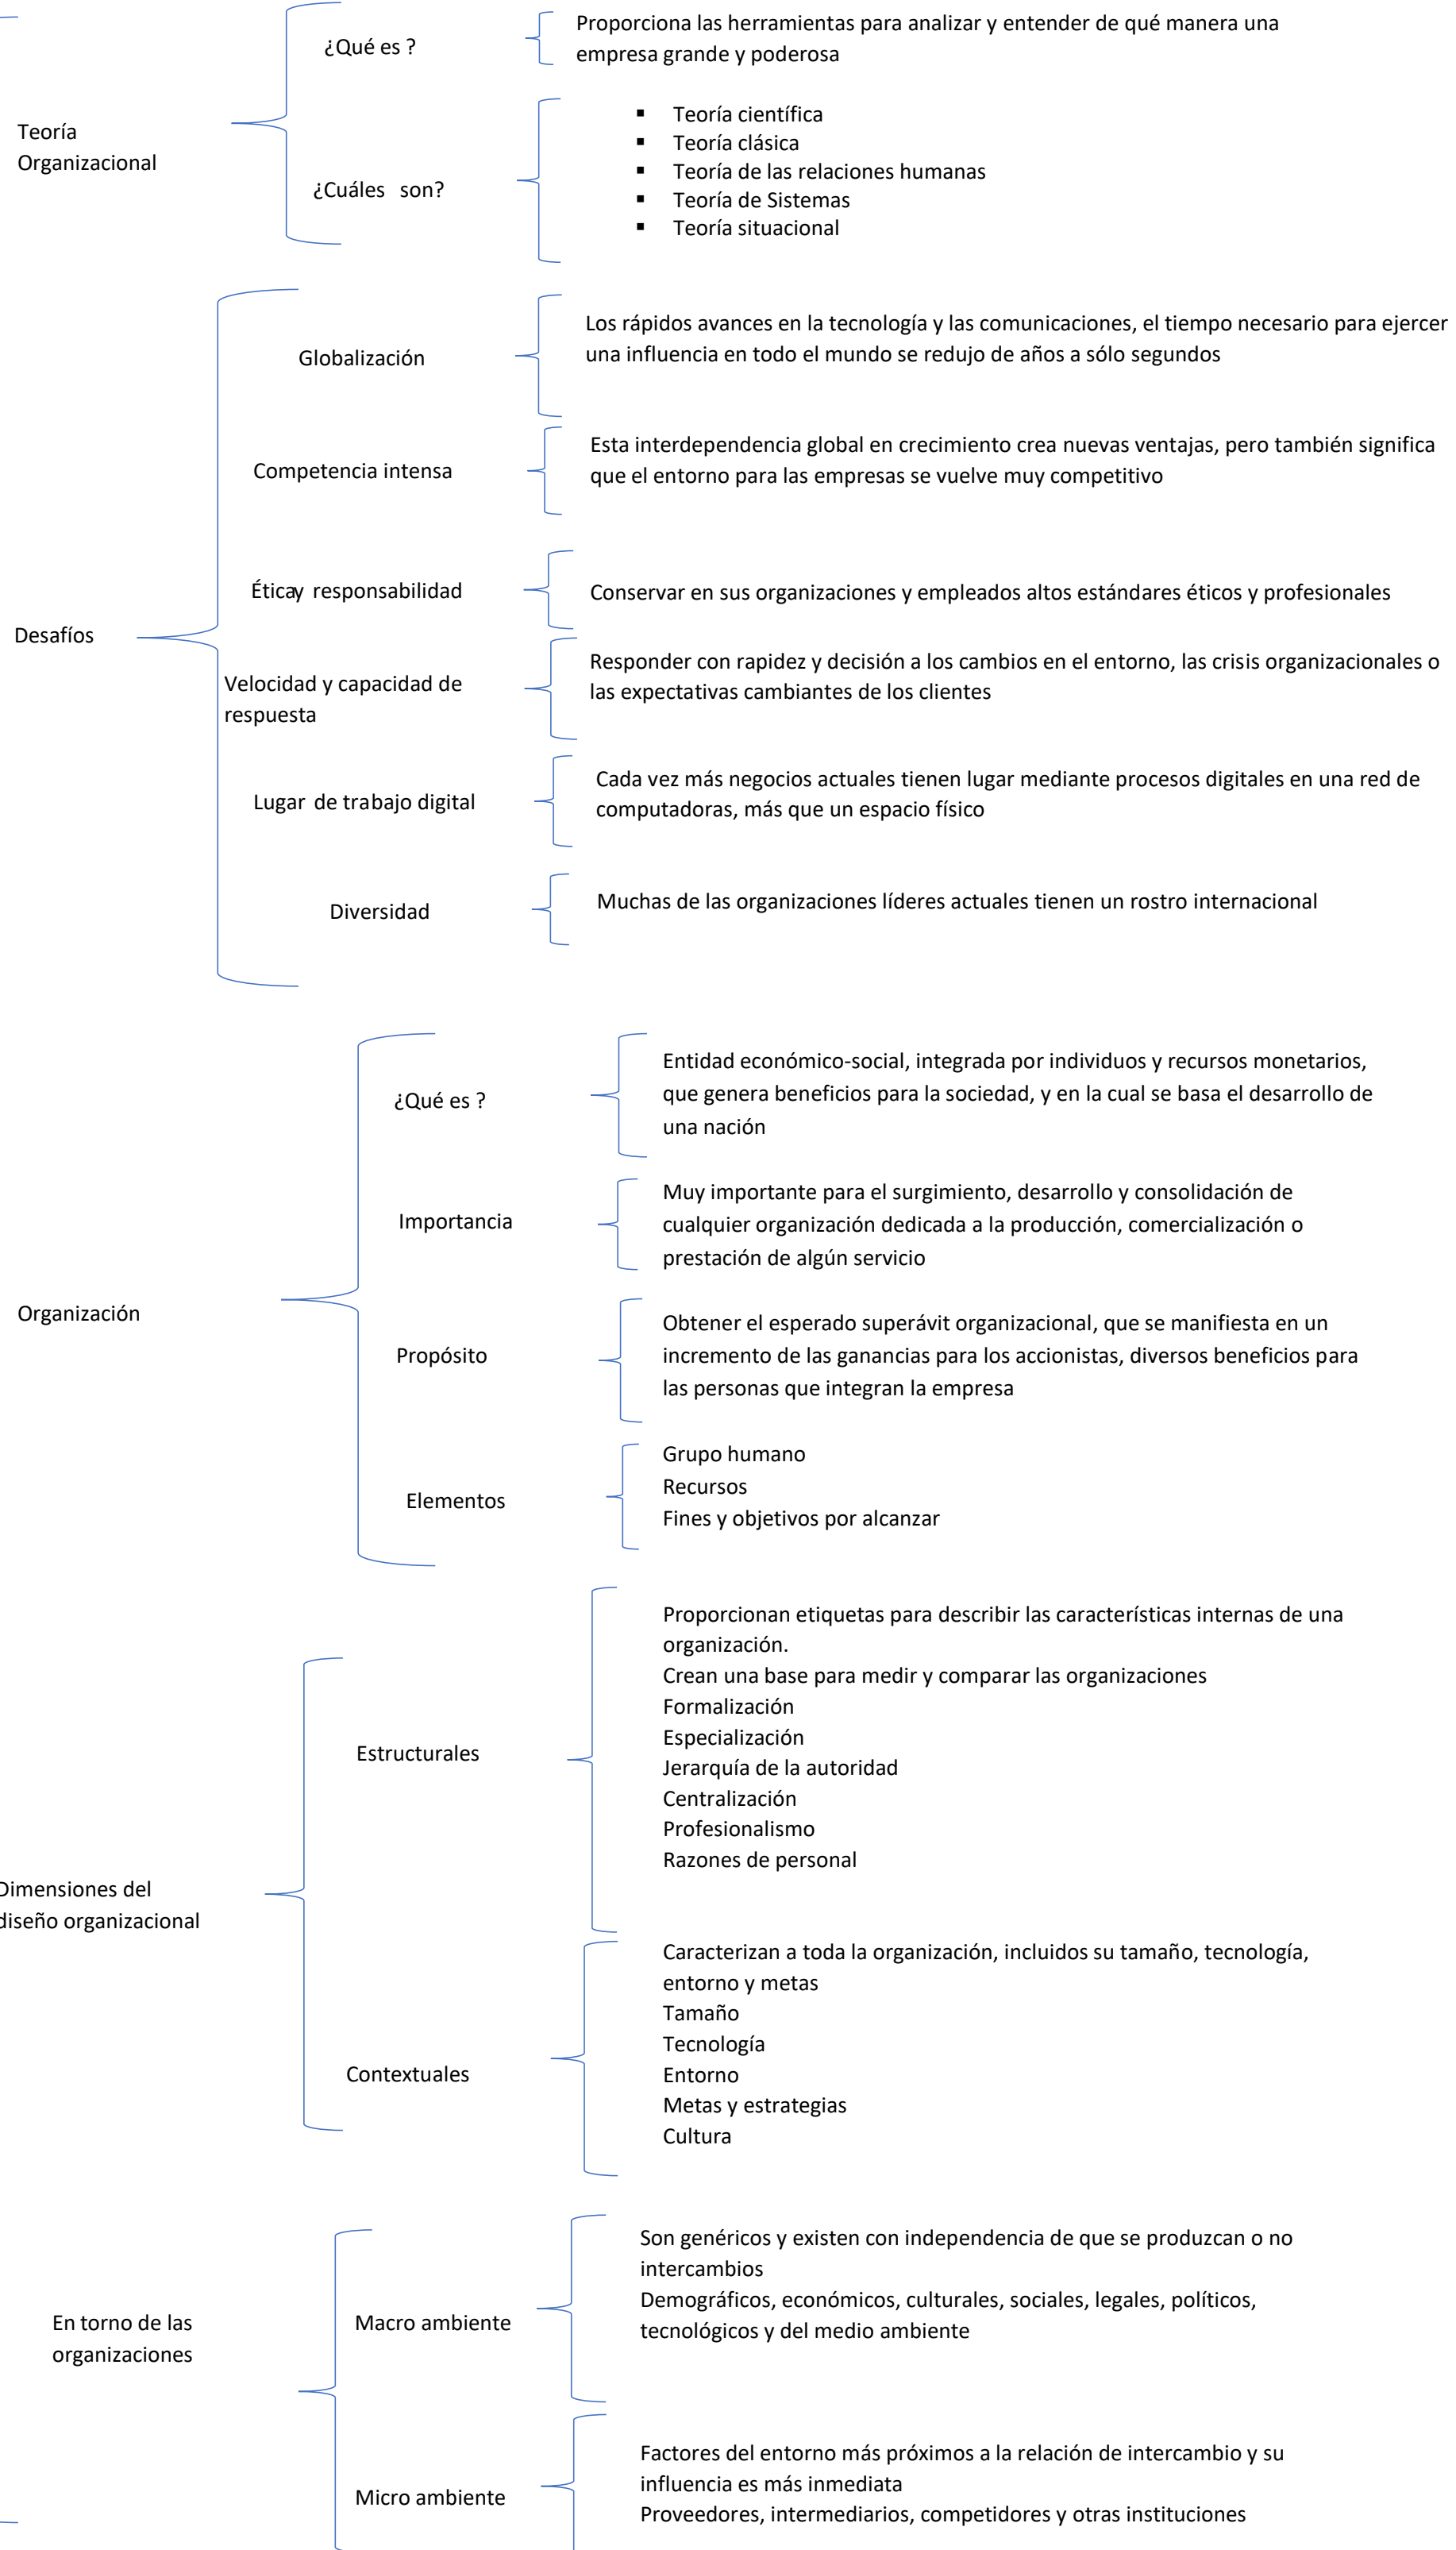 Teoría
Organizacional
¿Qué es ?
Proporciona las herramientas para analizar y entender de qué manera una
empresa grande y poderosa
¿Cuáles son?
▪ Teoría científica
▪ Teoría clásica
▪ Teoría de las relaciones humanas
▪ Teoría de Sistemas
▪ Teoría situacional
Desafíos
Globalización
Los rápidos avances en la tecnología y las comunicaciones, el tiempo necesario para ejercer
una influencia en todo el mundo se redujo de años a sólo segundos
Competencia intensa
Esta interdependencia global en crecimiento crea nuevas ventajas, pero también significa
que el entorno para las empresas se vuelve muy competitivo
Éticay responsabilidad
Conservar en sus organizaciones y empleados altos estándares éticos y profesionales
Velocidad y capacidad de
respuesta
Responder con rapidez y decisión a los cambios en el entorno, las crisis organizacionales o
las expectativas cambiantes de los clientes
Lugar de trabajo digital
Cada vez más negocios actuales tienen lugar mediante procesos digitales en una red de
computadoras, más que un espacio físico
Diversidad
Muchas de las organizaciones líderes actuales tienen un rostro internacional
Organización
¿Qué es ?
Entidad económico-social, integrada por individuos y recursos monetarios,
que genera beneficios para la sociedad, y en la cual se basa el desarrollo de
una nación
Importancia
Muy importante para el surgimiento, desarrollo y consolidación de
cualquier organización dedicada a la producción, comercialización o
prestación de algún servicio
Propósito
Obtener el esperado superávit organizacional, que se manifiesta en un
incremento de las ganancias para los accionistas, diversos beneficios para
las personas que integran la empresa
Elementos
Grupo humano
Recursos
Fines y objetivos por alcanzar
Dimensiones del
diseño organizacional
Estructurales
Proporcionan etiquetas para describir las características internas de una
organización.
Crean una base para medir y comparar las organizaciones
Formalización
Especialización
Jerarquía de la autoridad
Centralización
Profesionalismo
Razones de personal
Contextuales
Caracterizan a toda la organización, incluidos su tamaño, tecnología,
entorno y metas
Tamaño
Tecnología
Entorno
Metas y estrategias
Cultura
En torno de las
organizaciones
Macro ambiente
Son genéricos y existen con independencia de que se produzcan o no
intercambios
Demográficos, económicos, culturales, sociales, legales, políticos,
tecnológicos y del medio ambiente
Micro ambiente
Factores del entorno más próximos a la relación de intercambio y su
influencia es más inmediata
Proveedores, intermediarios, competidores y otras instituciones